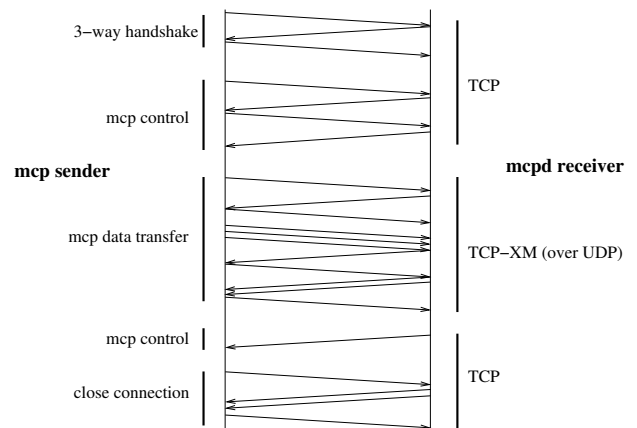 3−way handshake
TCP
mcp control
mcp sender
mcpd receiver
mcp data transfer
TCP−XM (over UDP)
mcp control
TCP
close connection